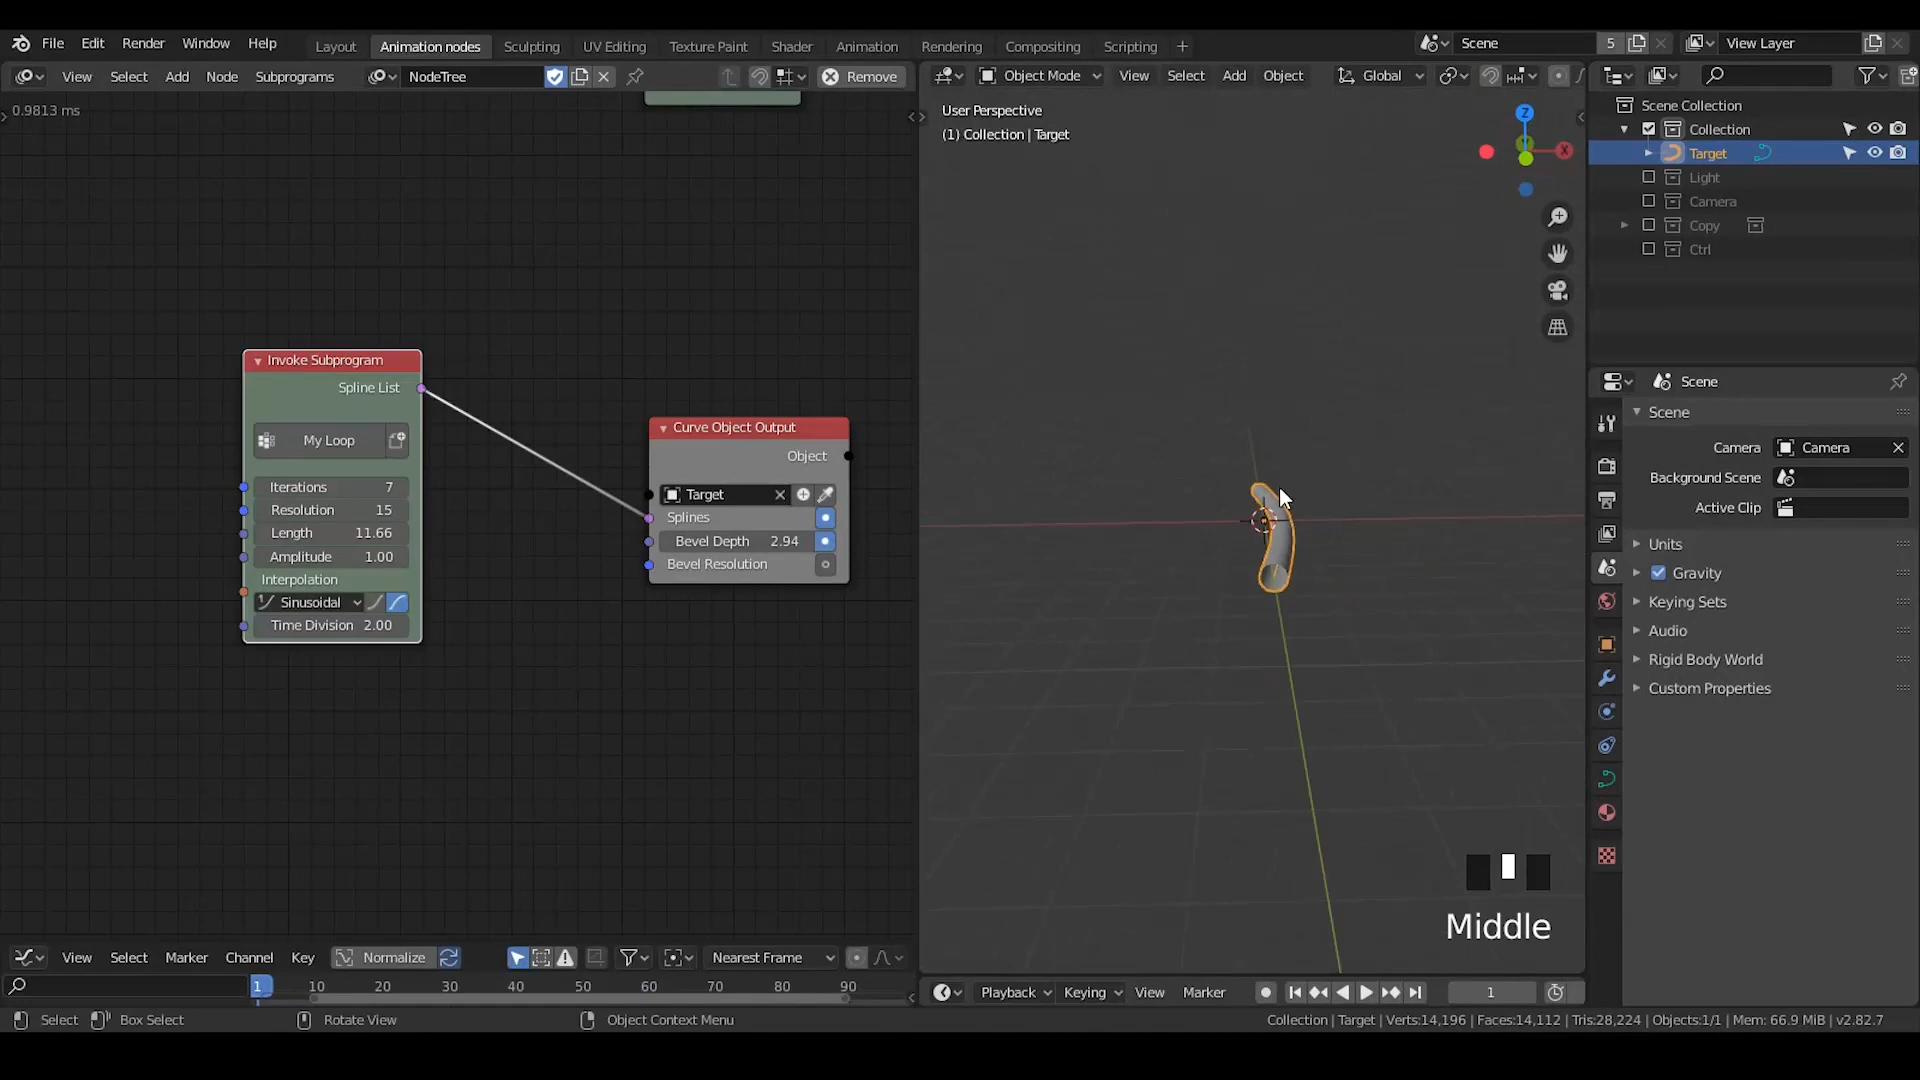 File Edit Render Window Help Layout Animation nodes Sculpting UV Editing Texture Paint Shader Animation Rendering Compositing Scripting Scene 5 View Layer
View Select Add Node Subprograms NodeTree Remove
Object Mode View Select Add Object Global
0.9813 ms
User Perspective
(1) Collection | Target
Z
X
Scene Collection
Collection
Target
Light
Camera
Copy
Ctrl
Invoke Subprogram
Spline List
My Loop
Iterations 7
Resolution 15
Length 11.66
Amplitude 1.00
Interpolation
Sinusoidal
Time Division 2.00
Curve Object Output
Object
Target
Splines
Bevel Depth 2.94
Bevel Resolution
Scene
Scene
Camera Camera
Background Scene
Active Clip
Units
Gravity
Keying Sets
Audio
Rigid Body World
Custom Properties
Middle
View Select Marker Channel Key Normalize Nearest Frame
1 10 20 30 40 50 60 70 80 90
Playback Keying View Marker 1
Select Box Select Rotate View Object Context Menu
Collection | Target | Verts:14,196 | Faces:14,112 | Tris:28,224 | Objects:1/1 | Mem: 66.9 MiB | v2.82.7